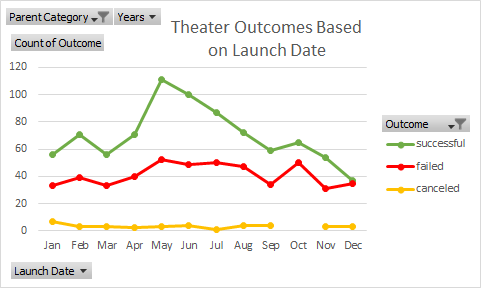 Parent Category Years
Theater Outcomes Based
on Launch Date
Count of Outcome
120
100
80
60
40
20
0
Jan Feb Mar Apr May Jun Jul Aug Sep Oct Nov Dec
Outcome
successful
failed
canceled
Launch Date